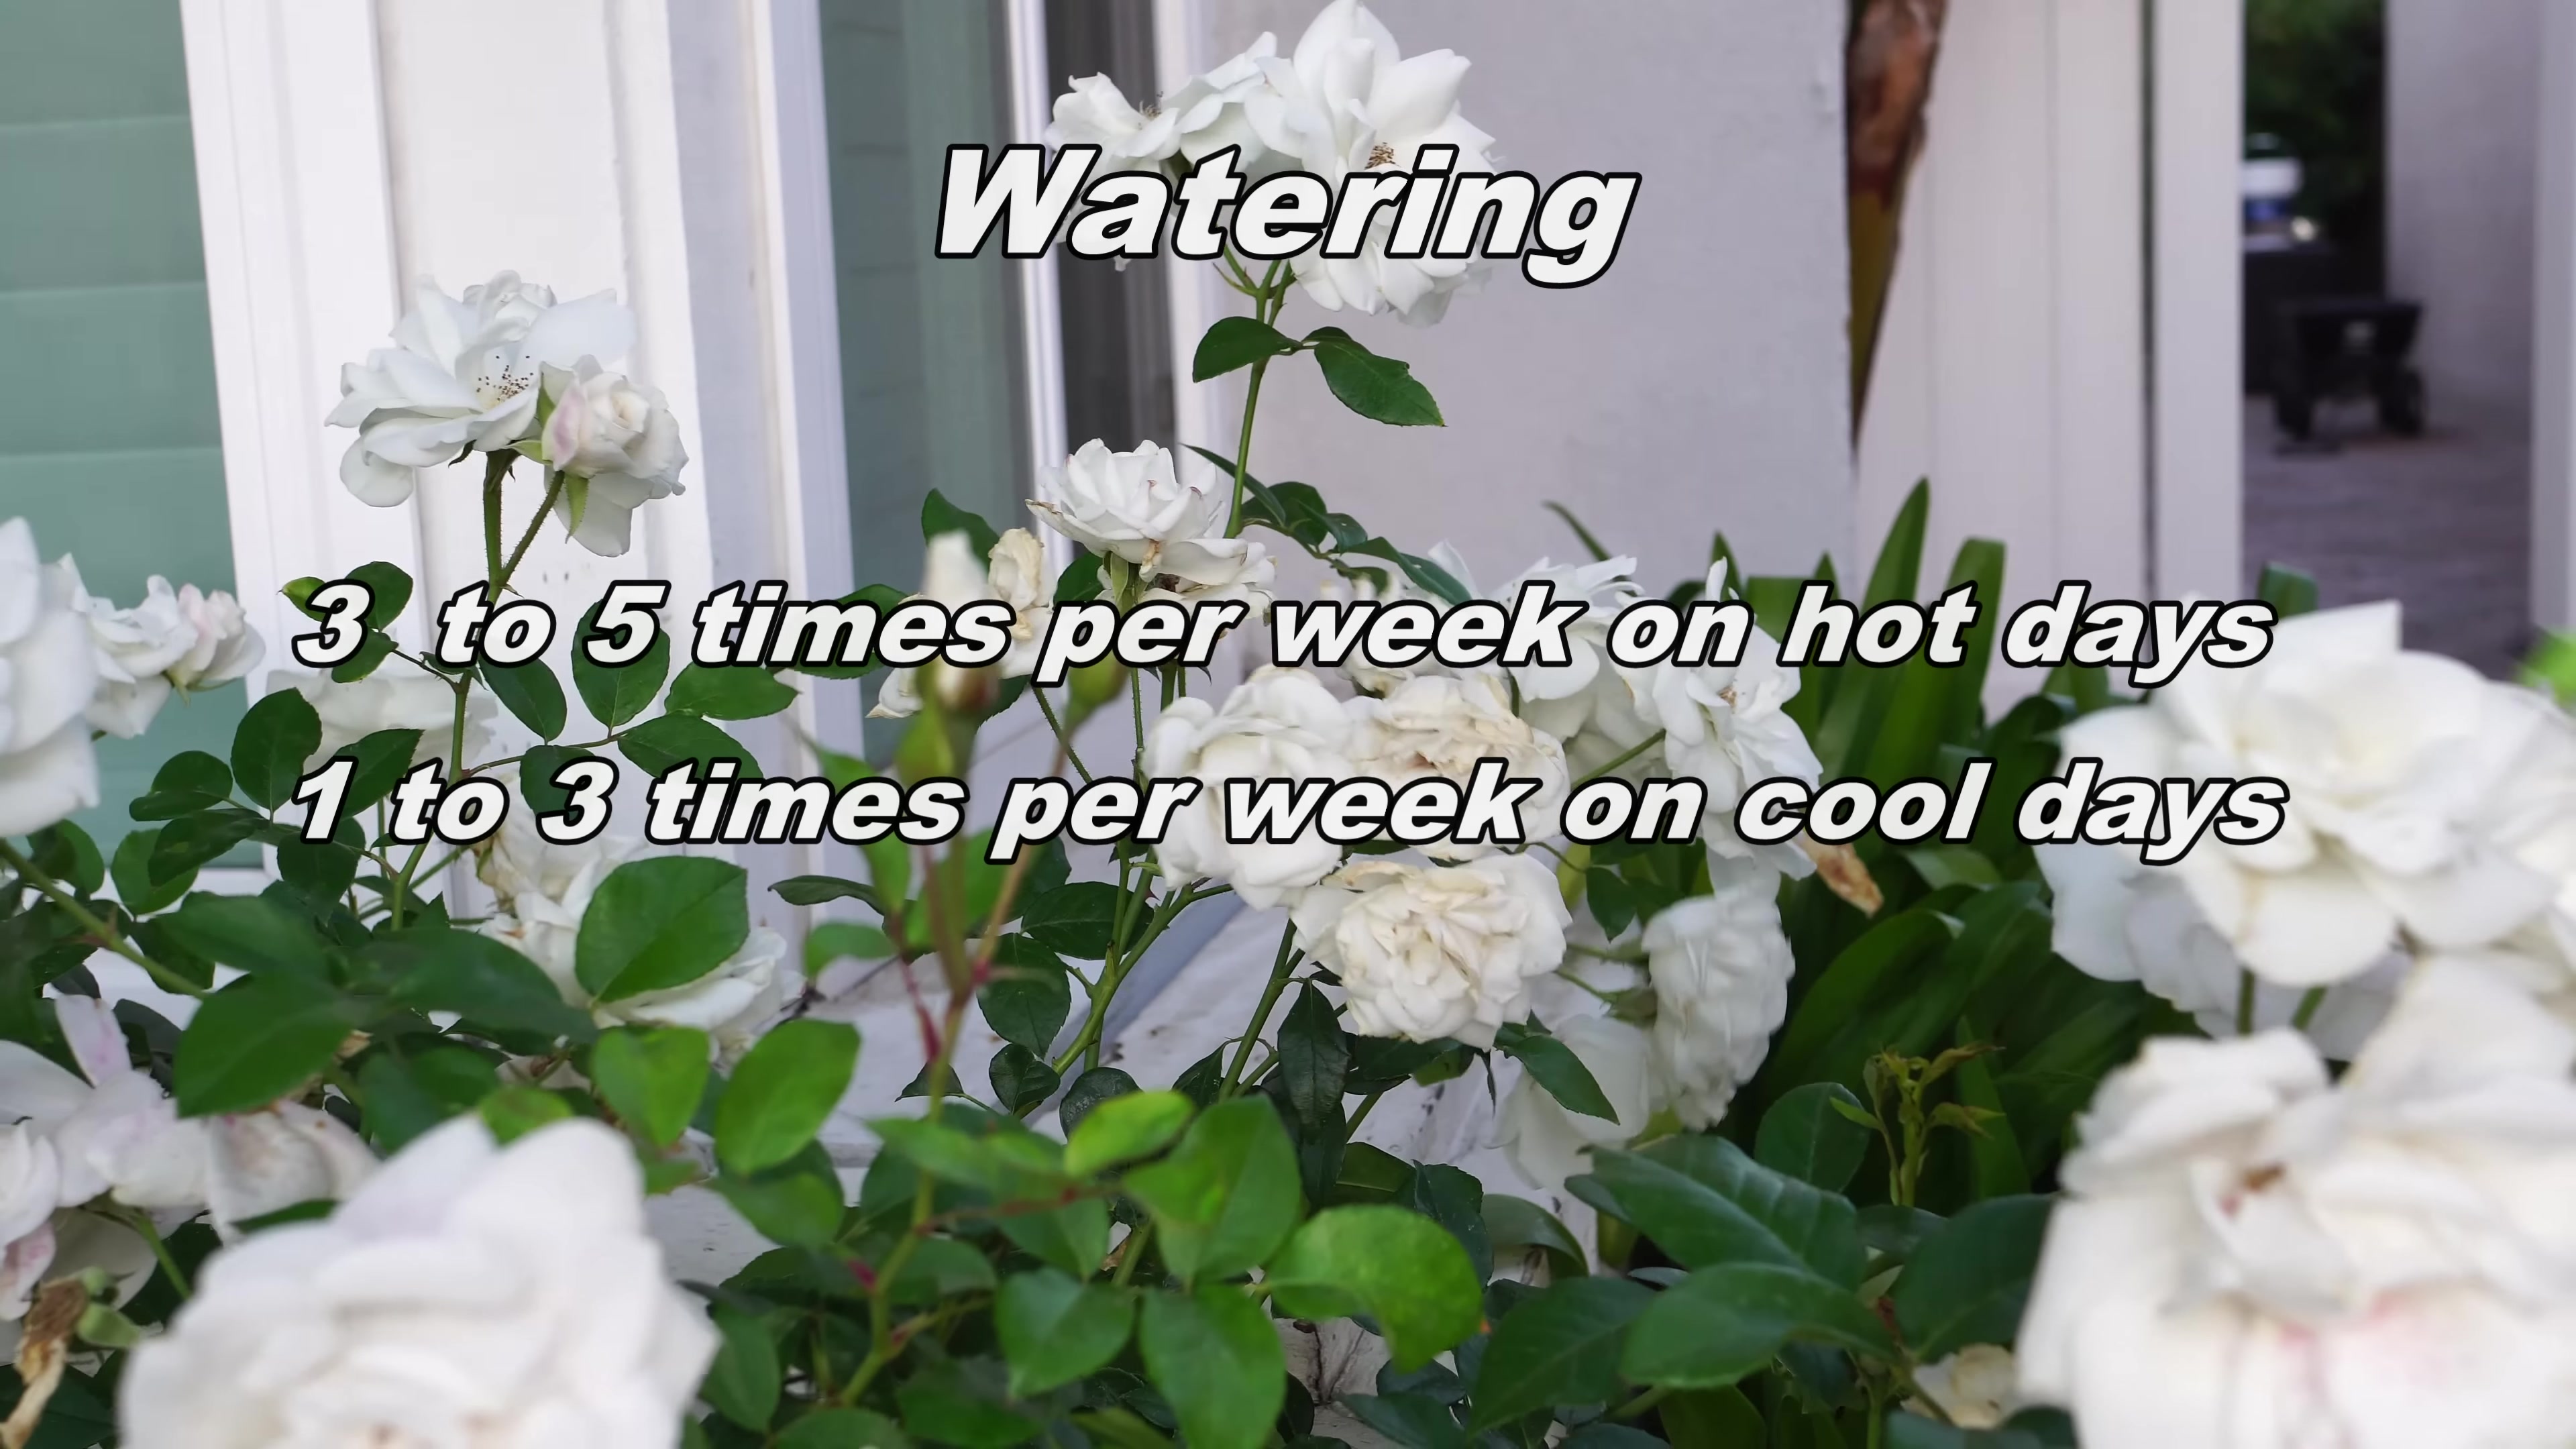 Watering
3 to 5 times per week on hot days
1 to 3 times per week on cool days